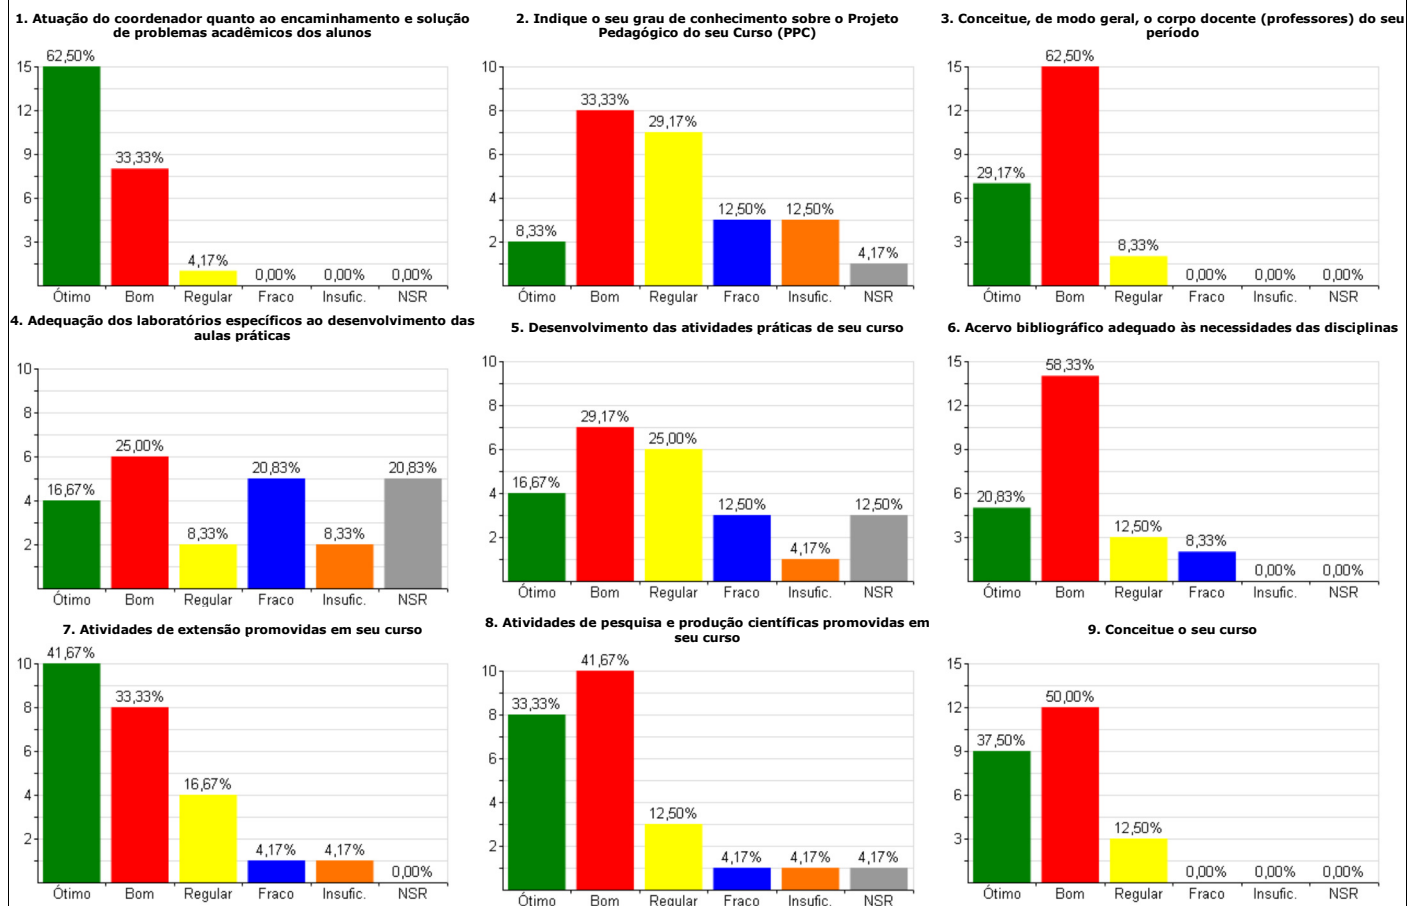 1. Atuação do coordenador quanto ao encaminhamento e solução
de problemas acadêmicos dos alunos
62,50%
15
12
9
6
3
33,33%
4,17%
0,00%
0,00%
0,00%
Ótimo
Bom
Regular
Fraco
Insufic.
NSR
2. Indique o seu grau de conhecimento sobre o Projeto
Pedagógico do seu Curso (PPC)
10
8
6
4
2
8,33%
33,33%
29,17%
12,50%
12,50%
4,17%
Ótimo
Bom
Regular
Fraco
Insufic.
NSR
3. Conceitue, de modo geral, o corpo docente (professores) do seu
período
15
12
9
6
3
29,17%
62,50%
8,33%
0,00%
0,00%
0,00%
Ótimo
Bom
Regular
Fraco
Insufic.
NSR
4. Adequação dos laboratórios específicos ao desenvolvimento das
aulas práticas
10
8
6
4
2
16,67%
25,00%
8,33%
20,83%
8,33%
20,83%
Ótimo
Bom
Regular
Fraco
Insufic.
NSR
5. Desenvolvimento das atividades práticas de seu curso
10
8
6
4
2
16,67%
29,17%
25,00%
12,50%
4,17%
12,50%
Ótimo
Bom
Regular
Fraco
Insufic.
NSR
6. Acervo bibliográfico adequado às necessidades das disciplinas
15
12
9
6
3
20,83%
58,33%
12,50%
8,33%
0,00%
0,00%
Ótimo
Bom
Regular
Fraco
Insufic.
NSR
7. Atividades de extensão promovidas em seu curso
10
8
6
4
2
41,67%
33,33%
16,67%
4,17%
4,17%
0,00%
Ótimo
Bom
Regular
Fraco
Insufic.
NSR
8. Atividades de pesquisa e produção científicas promovidas em
seu curso
10
8
6
4
2
33,33%
41,67%
12,50%
4,17%
4,17%
4,17%
Ótimo
Bom
Regular
Fraco
Insufic.
NSR
9. Conceitue o seu curso
15
12
9
6
3
37,50%
50,00%
12,50%
0,00%
0,00%
0,00%
Ótimo
Bom
Regular
Fraco
Insufic.
NSR